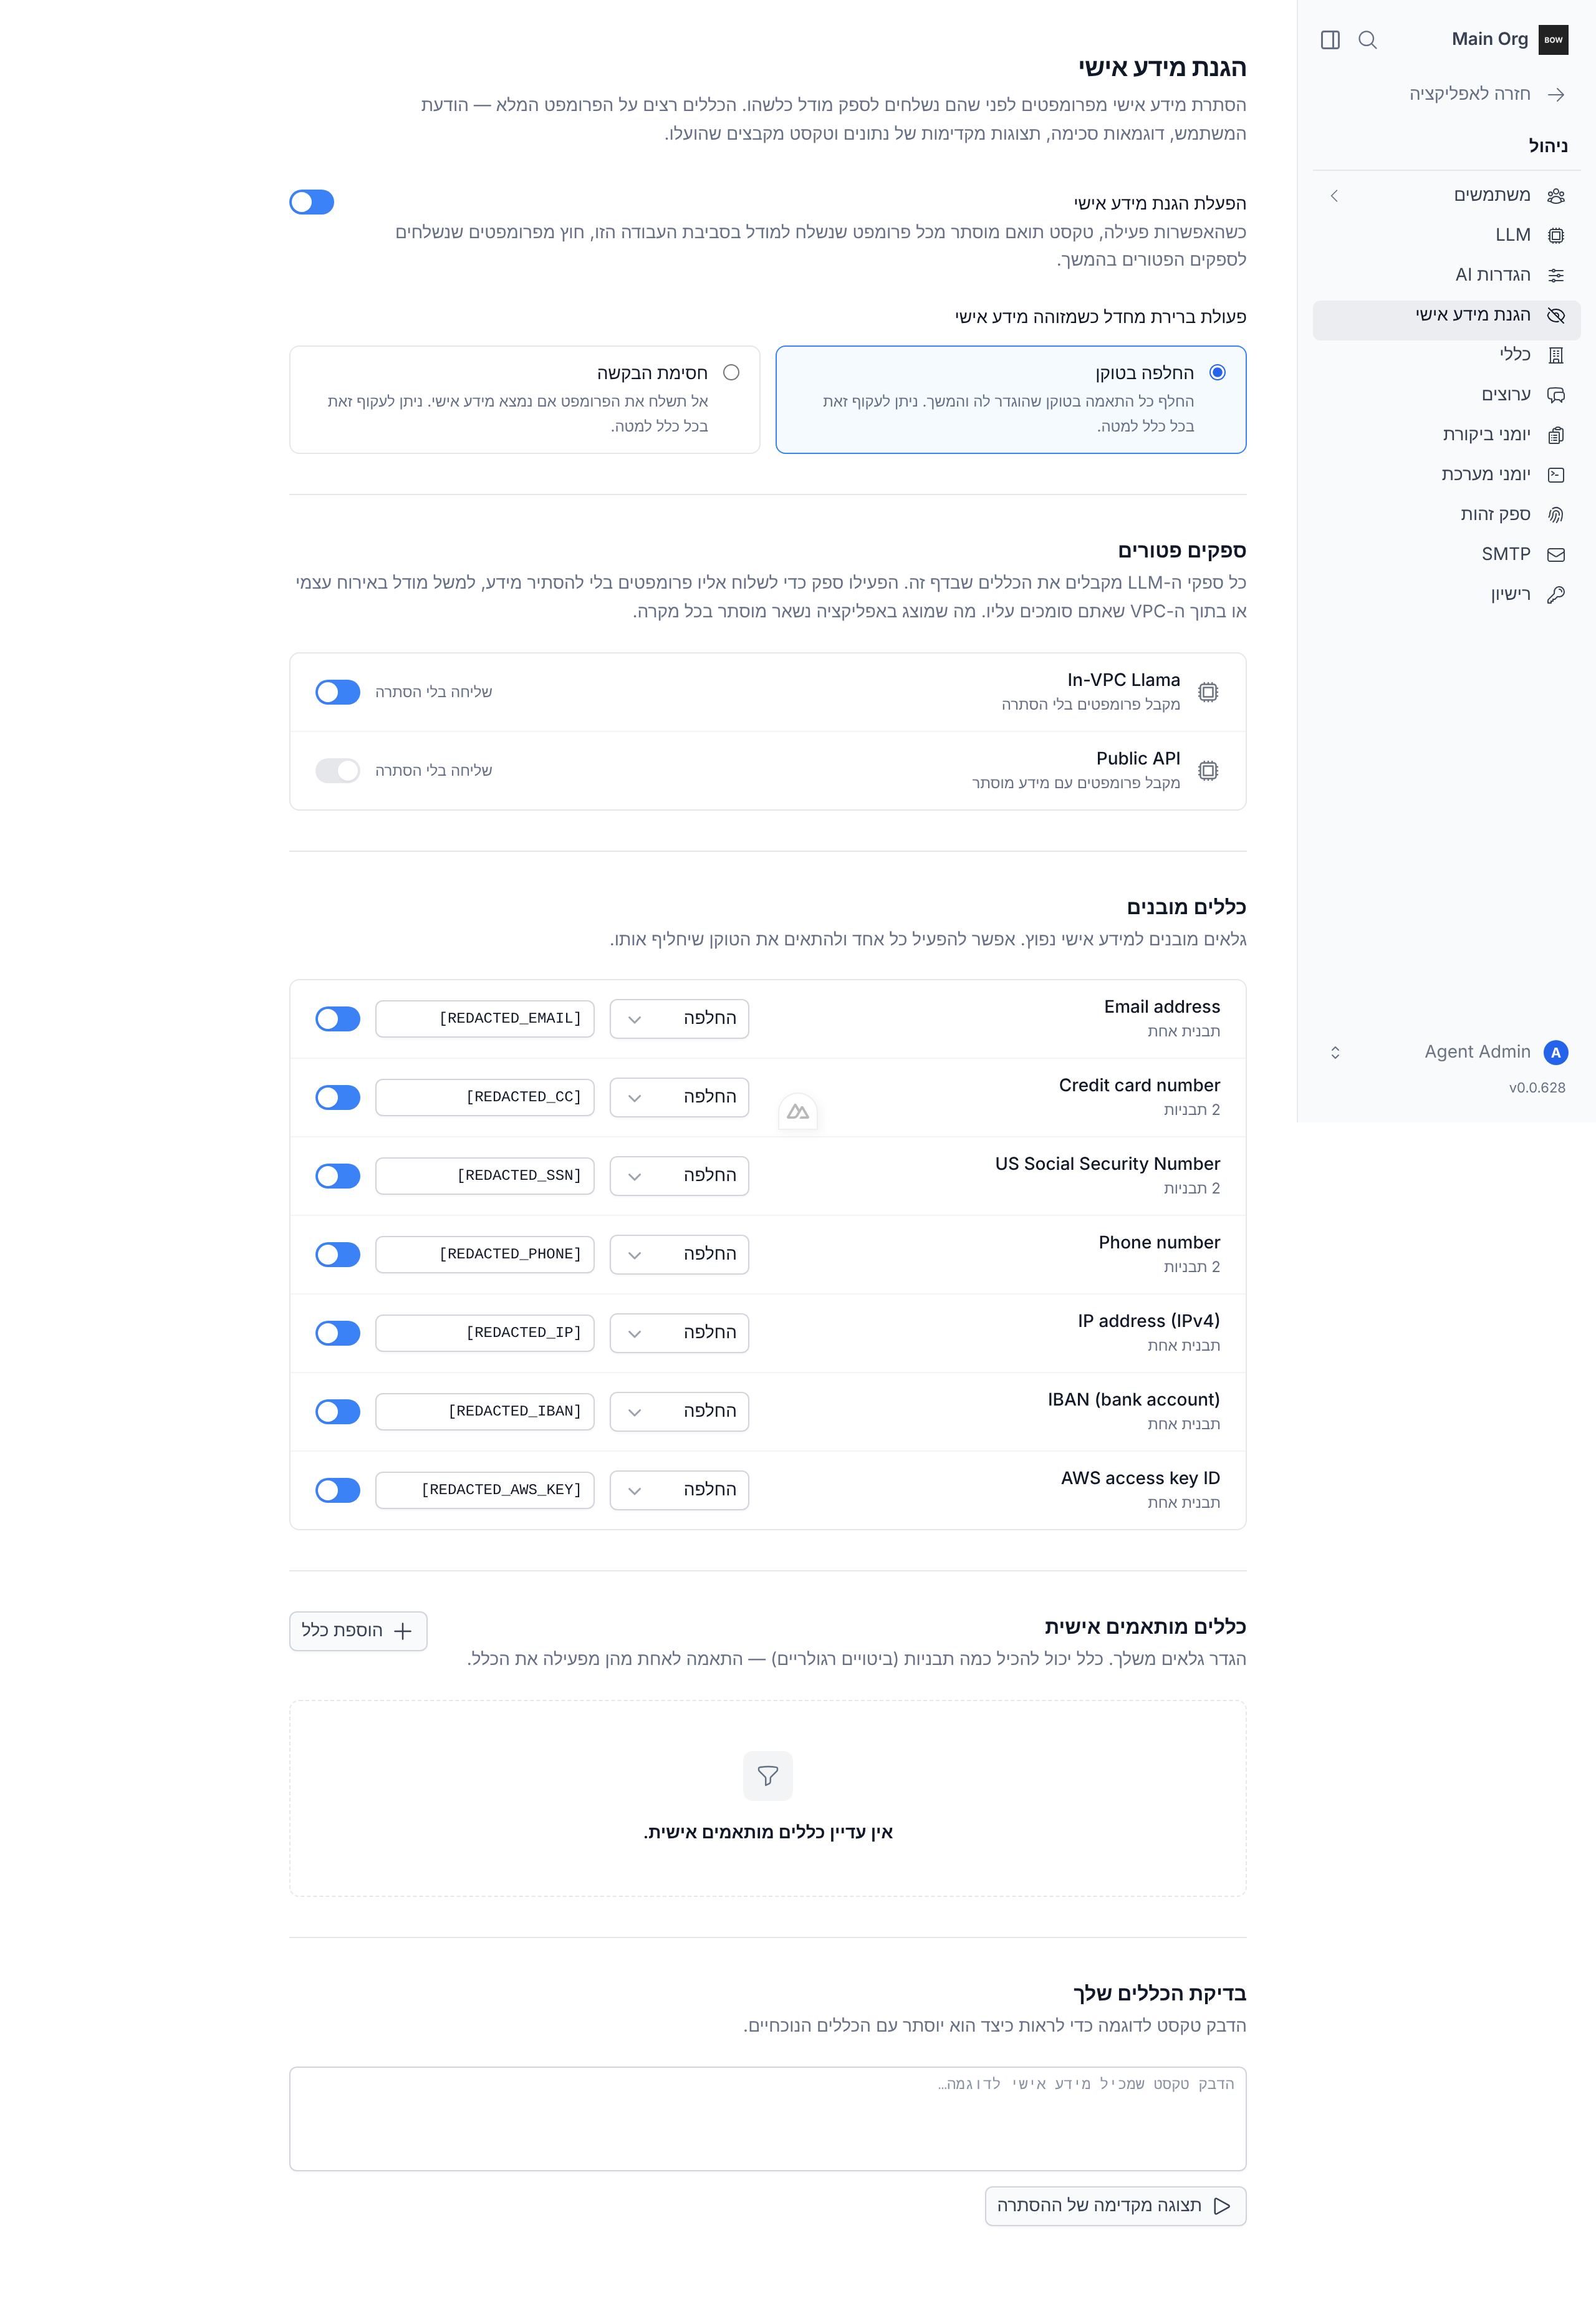 BOW
Main Org
חזרה לאפליקציה
ניהול
משתמשים
LLM
הגדרות AI
הגנת מידע אישי
כללי
ערוצים
יומני ביקורת
יומני מערכת
ספק זהות
SMTP
רישיון
A
Agent Admin
v0.0.628
הגנת מידע אישי
הסתרת מידע אישי מפרומפטים לפני שהם נשלחים לספק מודל כלשהו. הכללים רצים על הפרומפט המלא — הודעת
המשתמש, דוגמאות סכימה, תצוגות מקדימות של נתונים וטקסט מקבצים שהועלו.
הפעלת הגנת מידע אישי
כשהאפשרות פעילה, טקסט תואם מוסתר מכל פרומפט שנשלח למודל בסביבת העבודה הזו, חוץ מפרומפטים שנשלחים
לספקים הפטורים בהמשך.
פעולת ברירת מחדל כשמזוהה מידע אישי
החלפה בטוקן
החלף כל התאמה בטוקן שהוגדר לה והמשך. ניתן לעקוף זאת
בכל כלל למטה.
חסימת הבקשה
אל תשלח את הפרומפט אם נמצא מידע אישי. ניתן לעקוף זאת
בכל כלל למטה.
ספקים פטורים
כל ספקי ה-LLM מקבלים את הכללים שבדף זה. הפעילו ספק כדי לשלוח אליו פרומפטים בלי להסתיר מידע, למשל מודל באירוח עצמי
או בתוך ה-VPC שאתם סומכים עליו. מה שמוצג באפליקציה נשאר מוסתר בכל מקרה.
In-VPC Llama
מקבל פרומפטים בלי הסתרה
שליחה בלי הסתרה
Public API
מקבל פרומפטים עם מידע מוסתר
שליחה בלי הסתרה
כללים מובנים
גלאים מובנים למידע אישי נפוץ. אפשר להפעיל כל אחד ולהתאים את הטוקן שיחליף אותו.
Email address
תבנית אחת
החלפה
[REDACTED_EMAIL]
Credit card number
2 תבניות
החלפה
[REDACTED_CC]
US Social Security Number
2 תבניות
החלפה
[REDACTED_SSN]
Phone number
2 תבניות
החלפה
[REDACTED_PHONE]
IP address (IPv4)
תבנית אחת
החלפה
[REDACTED_IP]
IBAN (bank account)
תבנית אחת
החלפה
[REDACTED_IBAN]
AWS access key ID
תבנית אחת
החלפה
[REDACTED_AWS_KEY]
כללים מותאמים אישית
הגדר גלאים משלך. כלל יכול להכיל כמה תבניות (ביטויים רגולריים) — התאמה לאחת מהן מפעילה את הכלל.
הוספת כלל
אין עדיין כללים מותאמים אישית.
בדיקת הכללים שלך
הדבק טקסט לדוגמה כדי לראות כיצד הוא יוסתר עם הכללים הנוכחיים.
הדבק טקסט שמכיל מידע אישי לדוגמה...
תצוגה מקדימה של ההסתרה